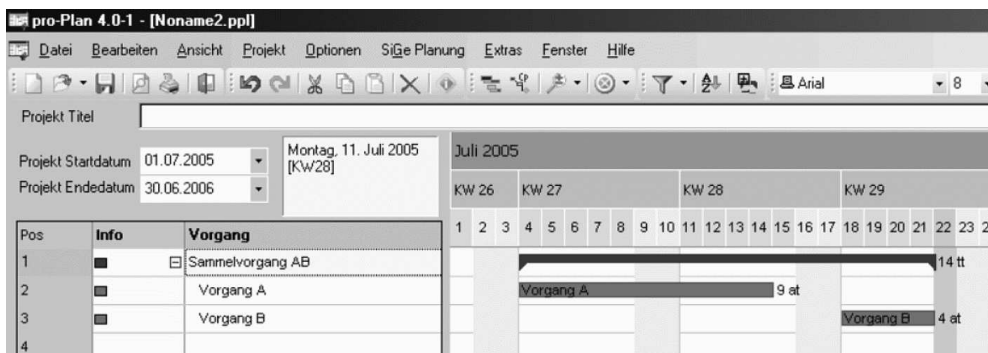 pro-Plan 4.0-1 - [Noname2.ppl]
Datei Bearbeiten Ansicht Projekt Optionen SiGe Planung Extras Fenster Hilfe
Arial 8
Projekt Titel
Projekt Startdatum 01.07.2005
Projekt Endedatum 30.06.2006
Montag, 11. Juli 2005
[KW28]
Juli 2005
KW 26 KW 27 KW 28 KW 29
1 2 3 4 5 6 7 8 9 10 11 12 13 14 15 16 17 18 19 20 21 22 23 2
Pos Info Vorgang
1 Sammelvorgang AB 14 tt
2 Vorgang A Vorgang A 9 at
3 Vorgang B Vorgang B 4 at
4